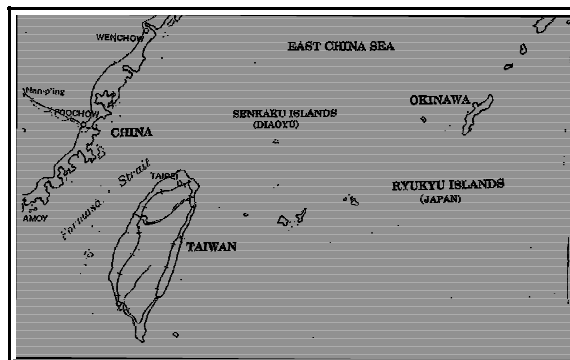 WENCHOW
EAST CHINA SEA
Nan-p'ing
OKINAWA
FOOCHOW
SENKAKU ISLANDS
(DIAOYU)
CHINA
Formosa Strait
TAIPEI
RYUKYU ISLANDS
(JAPAN)
AMOY
TAIWAN